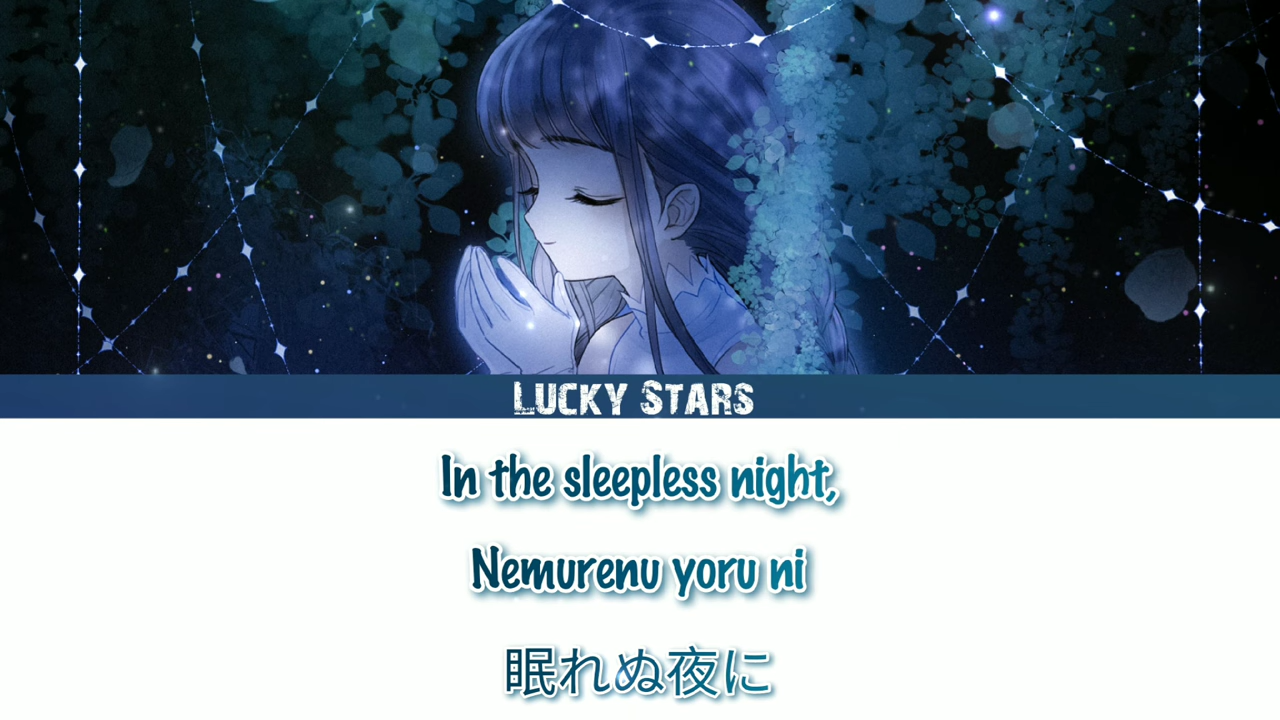 Lucky Stars
In the sleepless night,
Nemurenu yoru ni
眠れぬ夜に